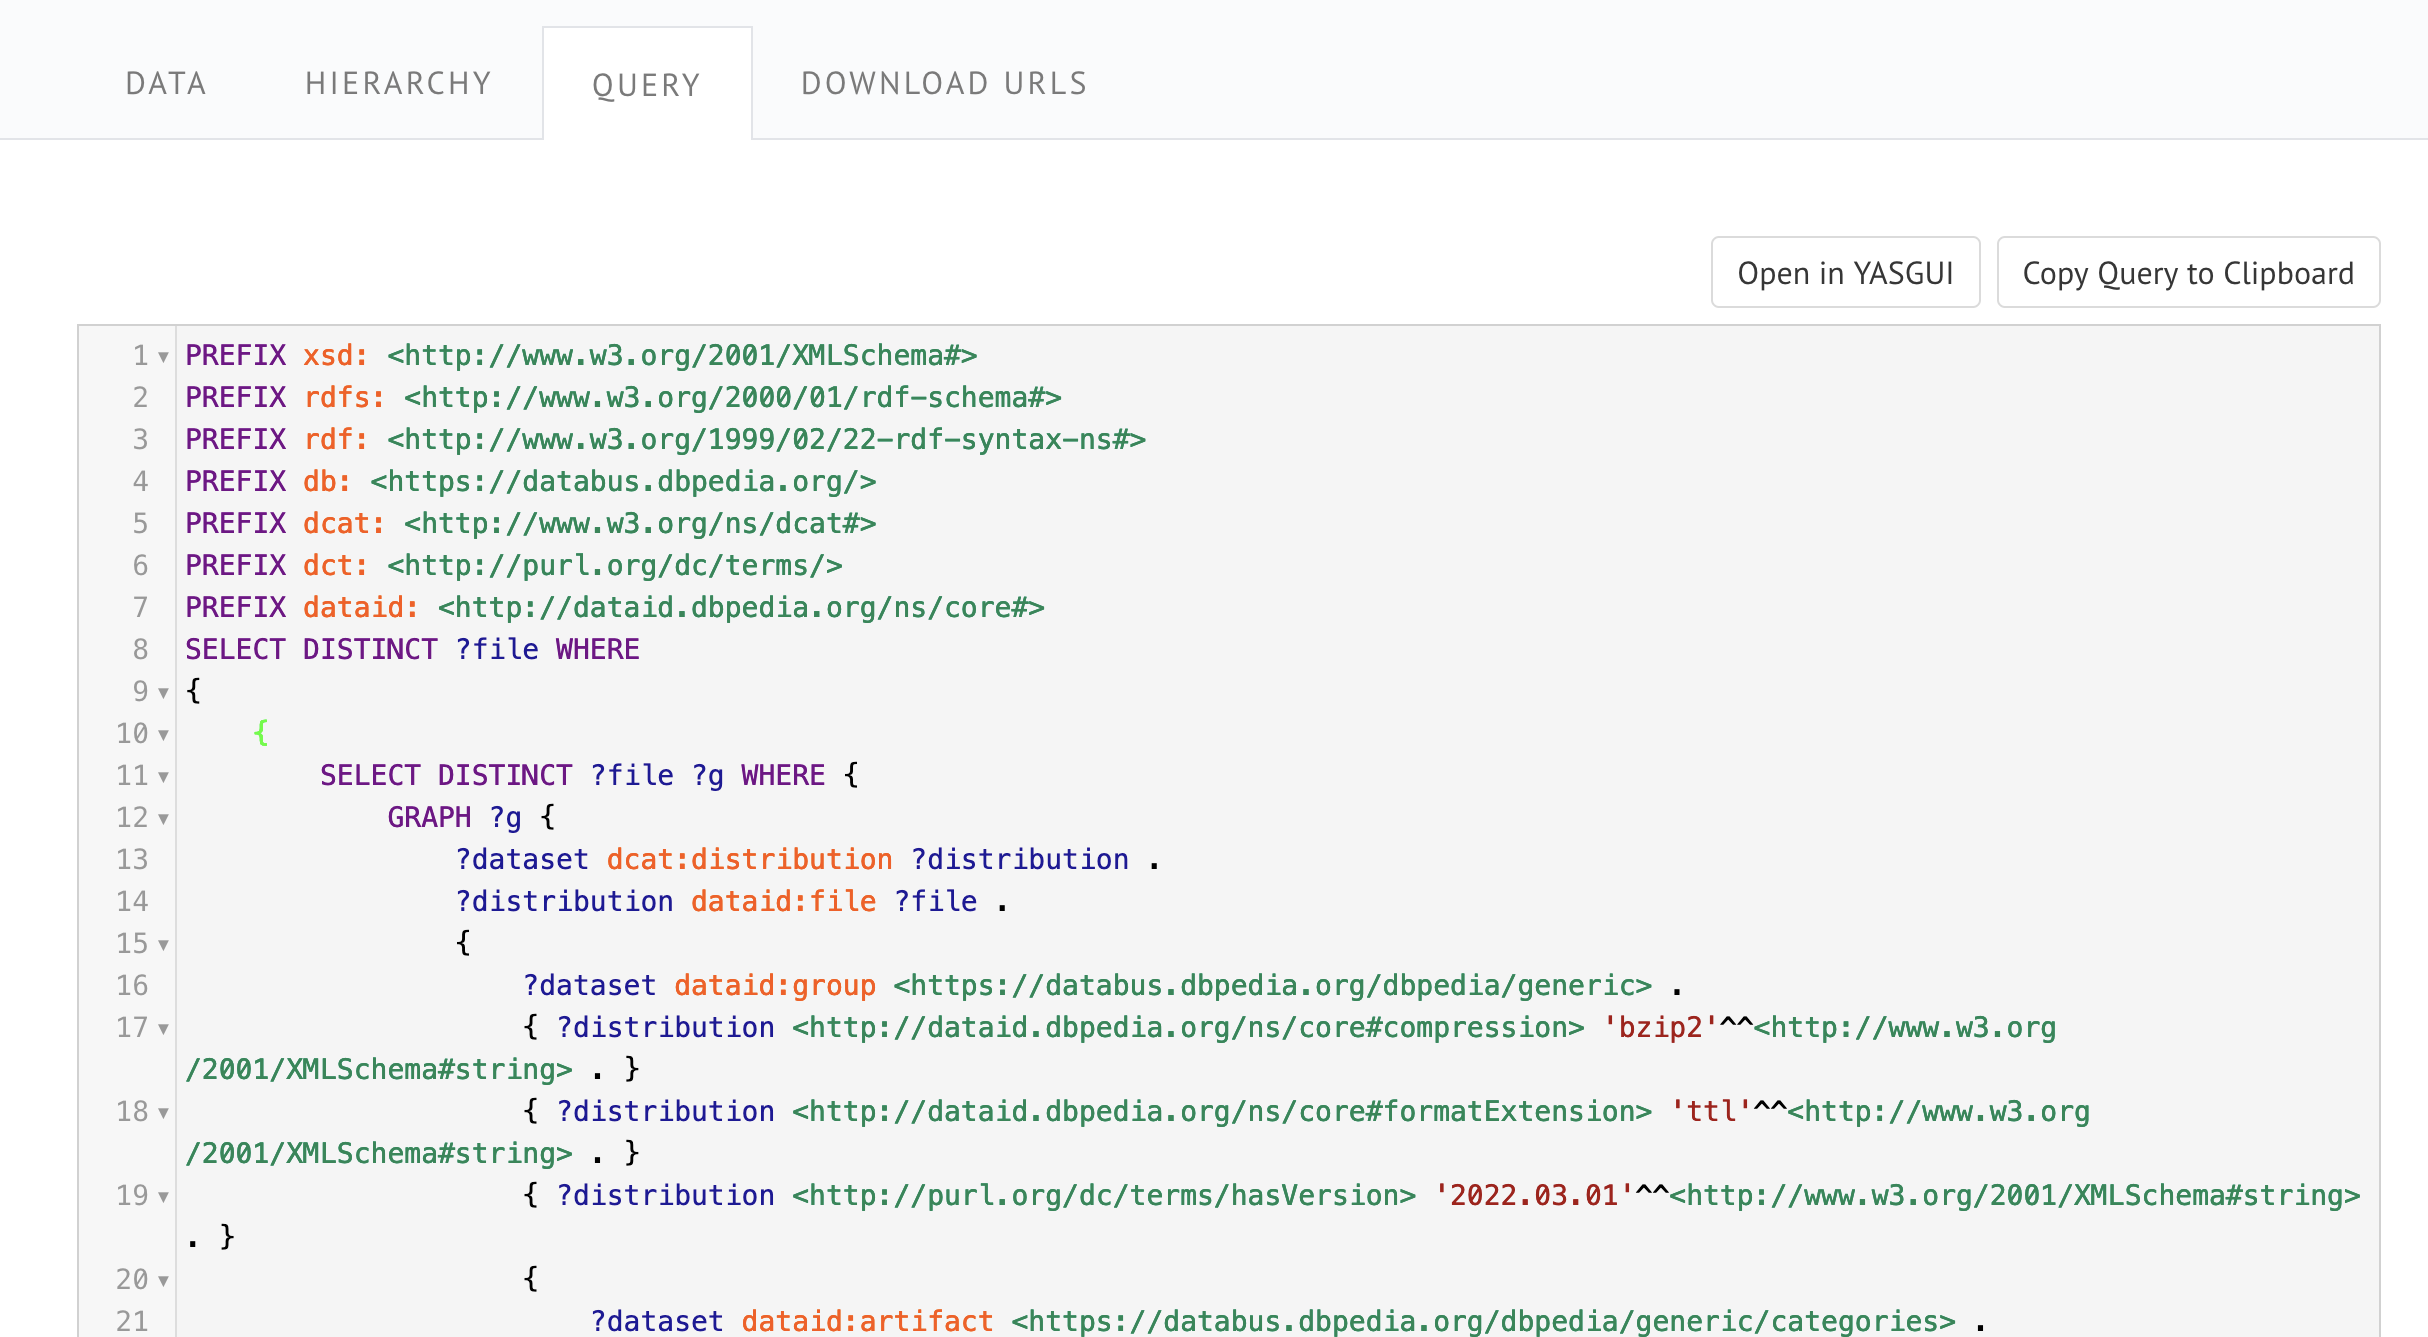 DATA HIERARCHY QUERY DOWNLOAD URLS
Open in YASGUI Copy Query to Clipboard
1 PREFIX xsd: <http://www.w3.org/2001/XMLSchema#>
2 PREFIX rdfs: <http://www.w3.org/2000/01/rdf-schema#>
3 PREFIX rdf: <http://www.w3.org/1999/02/22-rdf-syntax-ns#>
4 PREFIX db: <https://databus.dbpedia.org/>
5 PREFIX dcat: <http://www.w3.org/ns/dcat#>
6 PREFIX dct: <http://purl.org/dc/terms/>
7 PREFIX dataid: <http://dataid.dbpedia.org/ns/core#>
8 SELECT DISTINCT ?file WHERE
9 {
10 {
11 SELECT DISTINCT ?file ?g WHERE {
12 GRAPH ?g {
13 ?dataset dcat:distribution ?distribution .
14 ?distribution dataid:file ?file .
15 {
16 ?dataset dataid:group <https://databus.dbpedia.org/dbpedia/generic> .
17 { ?distribution <http://dataid.dbpedia.org/ns/core#compression> 'bzip2'^^<http://www.w3.org
/2001/XMLSchema#string> . }
18 { ?distribution <http://dataid.dbpedia.org/ns/core#formatExtension> 'ttl'^^<http://www.w3.org
/2001/XMLSchema#string> . }
19 { ?distribution <http://purl.org/dc/terms/hasVersion> '2022.03.01'^^<http://www.w3.org/2001/XMLSchema#string>
. }
20 {
21 ?dataset dataid:artifact <https://databus.dbpedia.org/dbpedia/generic/categories> .